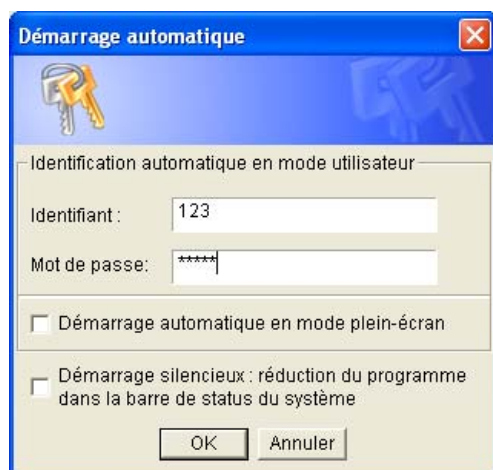 Démarrage automatique
Identification automatique en mode utilisateur
Identifiant :
123
Mot de passe:
*****
Démarrage automatique en mode plein-écran
Démarrage silencieux : réduction du programme
dans la barre de status du système
OK
Annuler